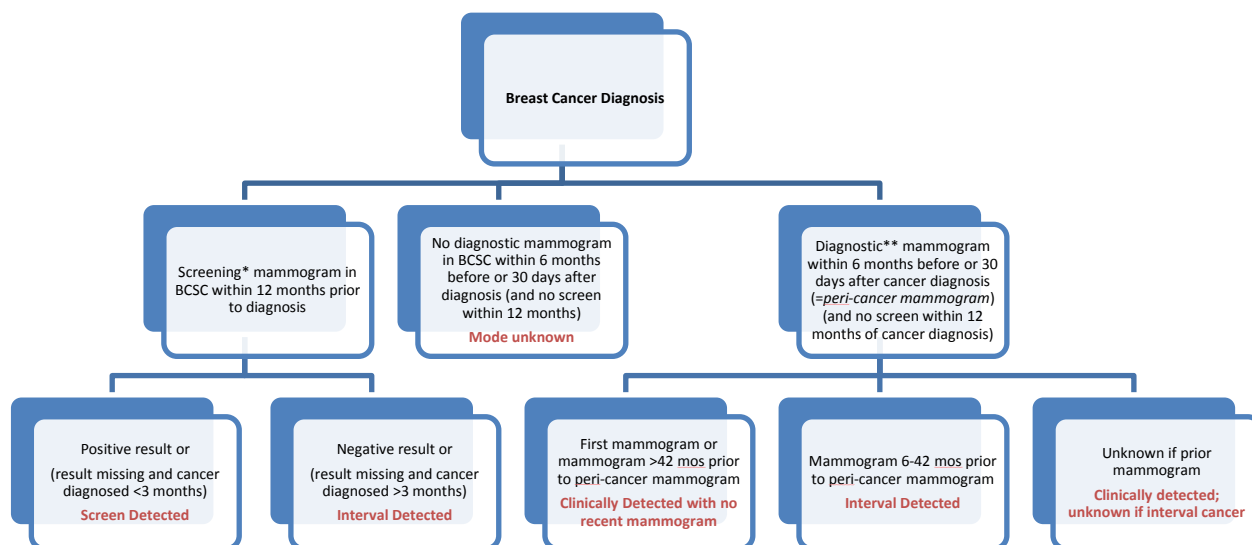 Breast Cancer Diagnosis
Screening* mammogram in
BCSC within 12 months prior
to diagnosis
No diagnostic mammogram
in BCSC within 6 months
before or 30 days after
diagnosis (and no screen
within 12 months)
Mode unknown
Diagnostic** mammogram
within 6 months before or 30
days after cancer diagnosis
(=peri-cancer mammogram)
(and no screen within 12
months of cancer diagnosis)
Positive result or
(result missing and cancer
diagnosed <3 months)
Screen Detected
Negative result or
(result missing and cancer
diagnosed >3 months)
Interval Detected
First mammogram or
mammogram >42 mos prior
to peri-cancer mammogram
Clinically Detected with no
recent mammogram
Mammogram 6-42 mos prior
to peri-cancer mammogram
Interval Detected
Unknown if prior
mammogram
Clinically detected;
unknown if interval cancer